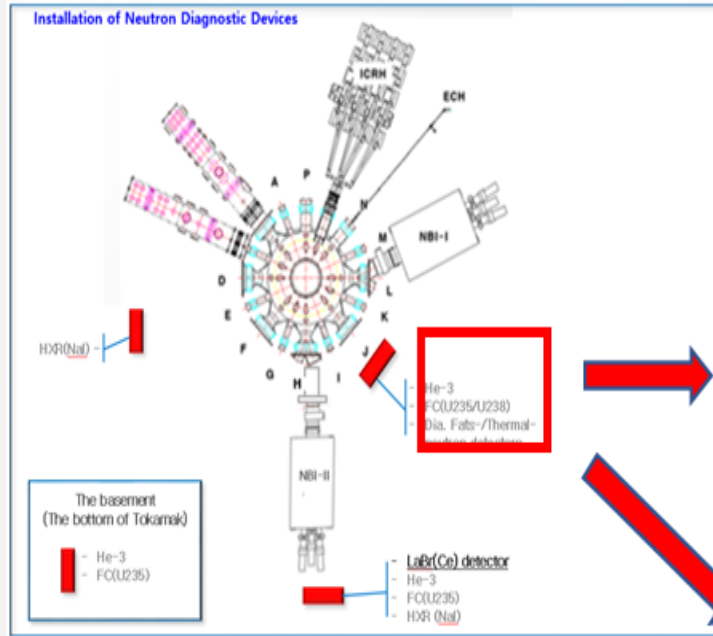 Installation of Neutron Diagnostic Devices
ICRH
ECH
A
P
N
M
NBI-I
D
L
E
K
HXR(NaI) -
F
J
G
H
I
- He-3
- FC(U235/U238)
- Dia. Fats-/Thermal-
neutron detectors
NBI-II
The basement
(The bottom of Tokamak)
- He-3
- FC(U235)
- LaBr(Ce) detector
- He-3
- FC(U235)
- HXR (NaI)